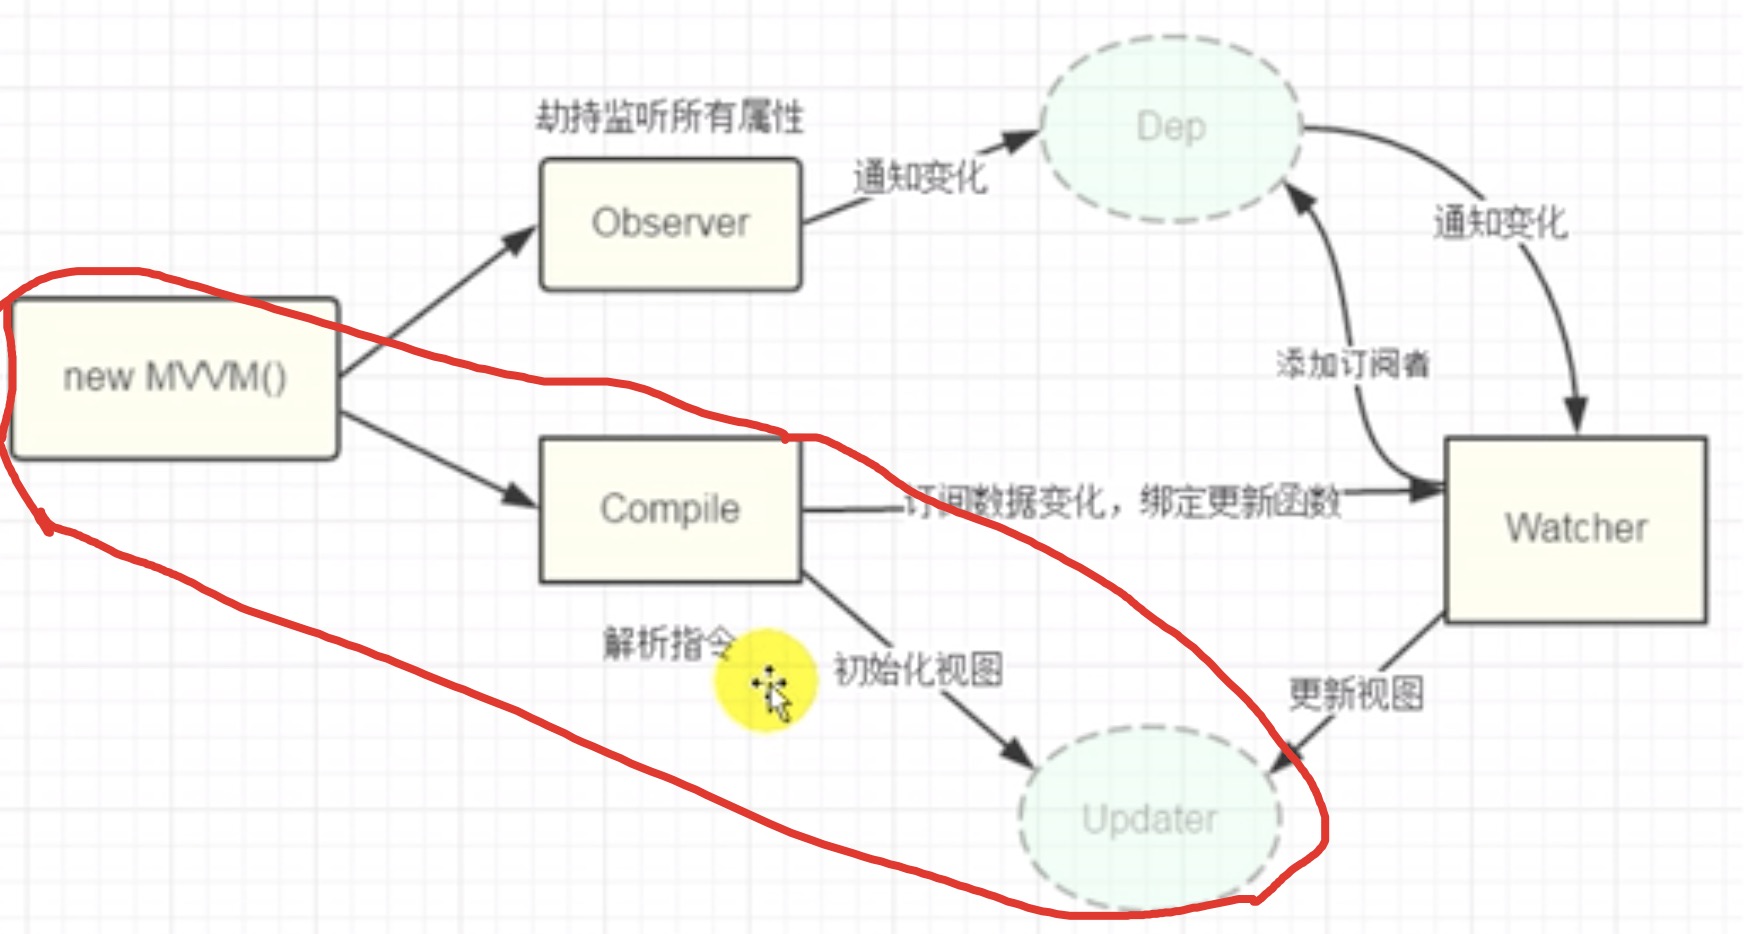 劫持监听所有属性
Dep
通知变化
Observer
通知变化
new MVVM()
添加订阅者
Compile
订阅数据变化，绑定更新函数
Watcher
解析指令
初始化视图
更新视图
Updater